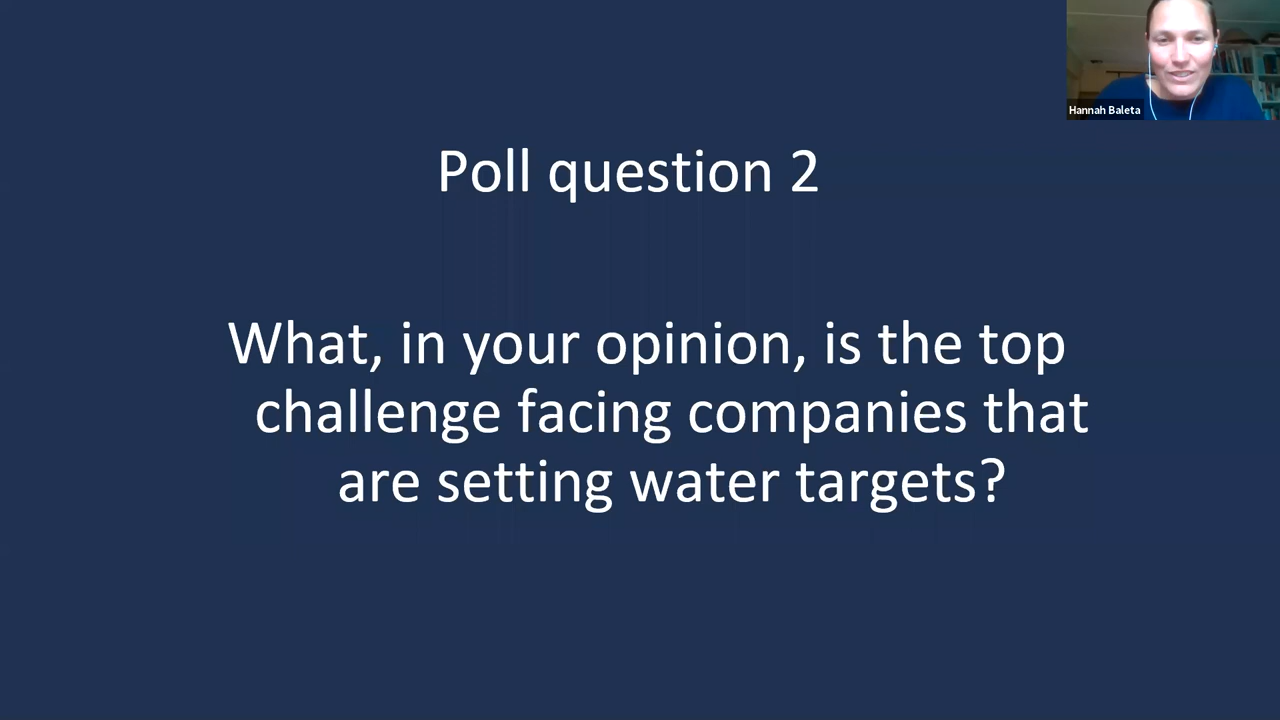 Hannah Baleta
Poll question 2
What, in your opinion, is the top
challenge facing companies that
are setting water targets?